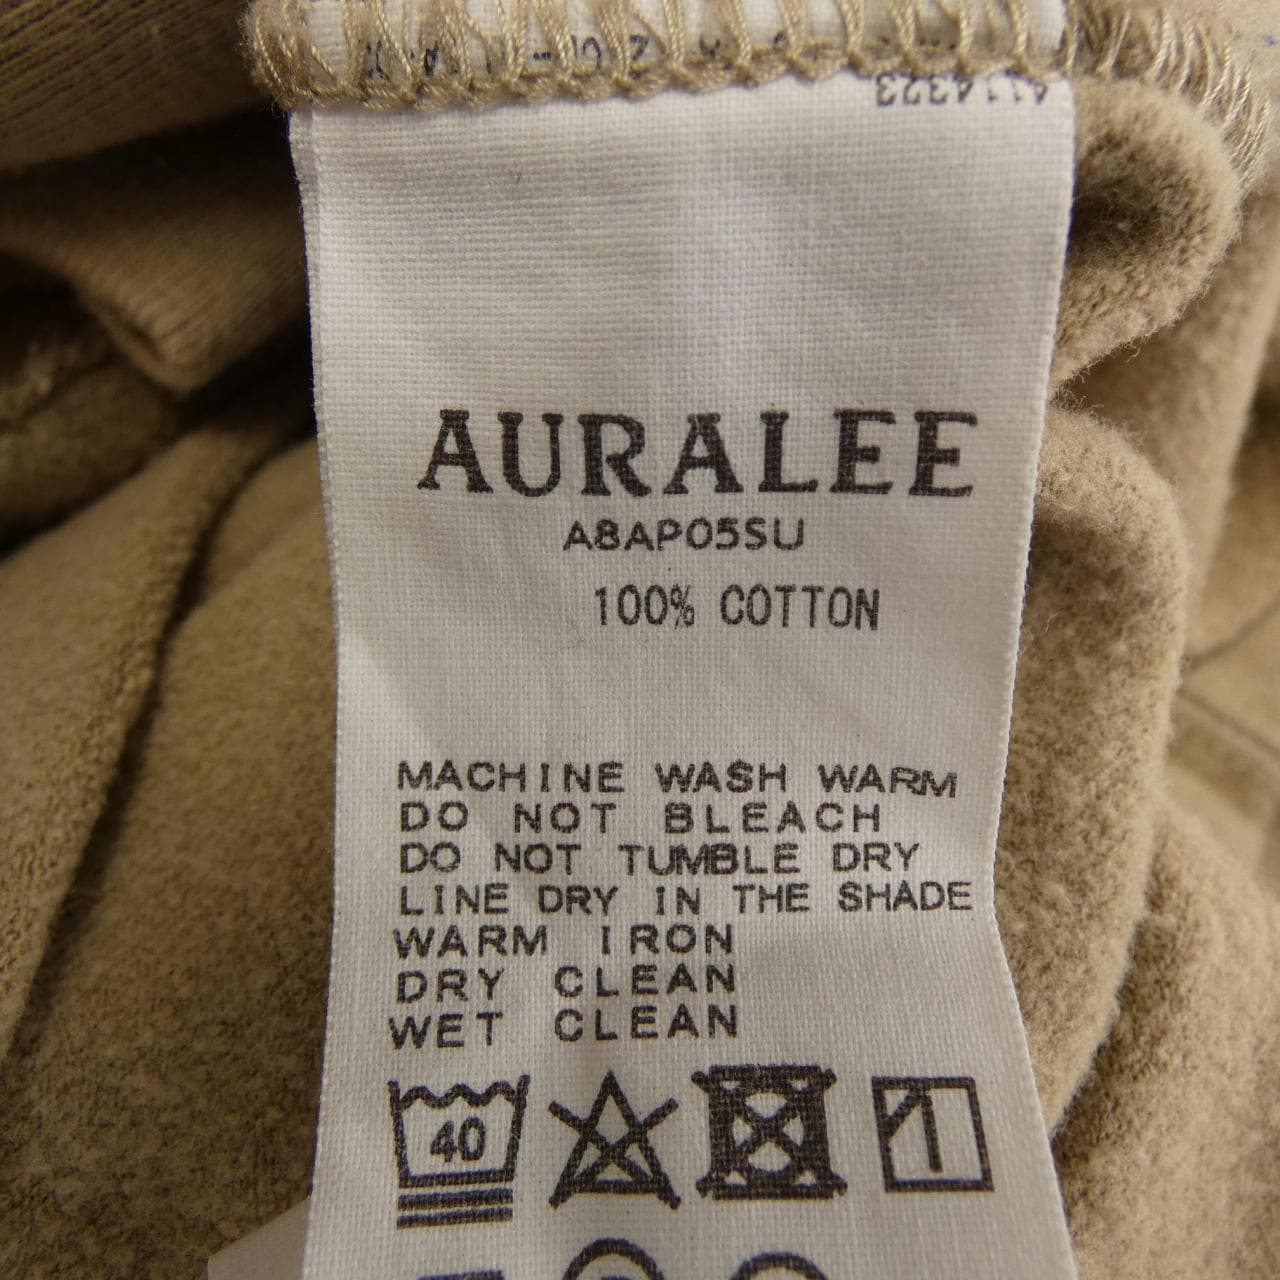 4114323
AURALEE
A8AP05SU
100% COTTON
MACHINE WASH WARM
DO NOT BLEACH
DO NOT TUMBLE DRY
LINE DRY IN THE SHADE
WARM IRON
DRY CLEAN
WET CLEAN
40